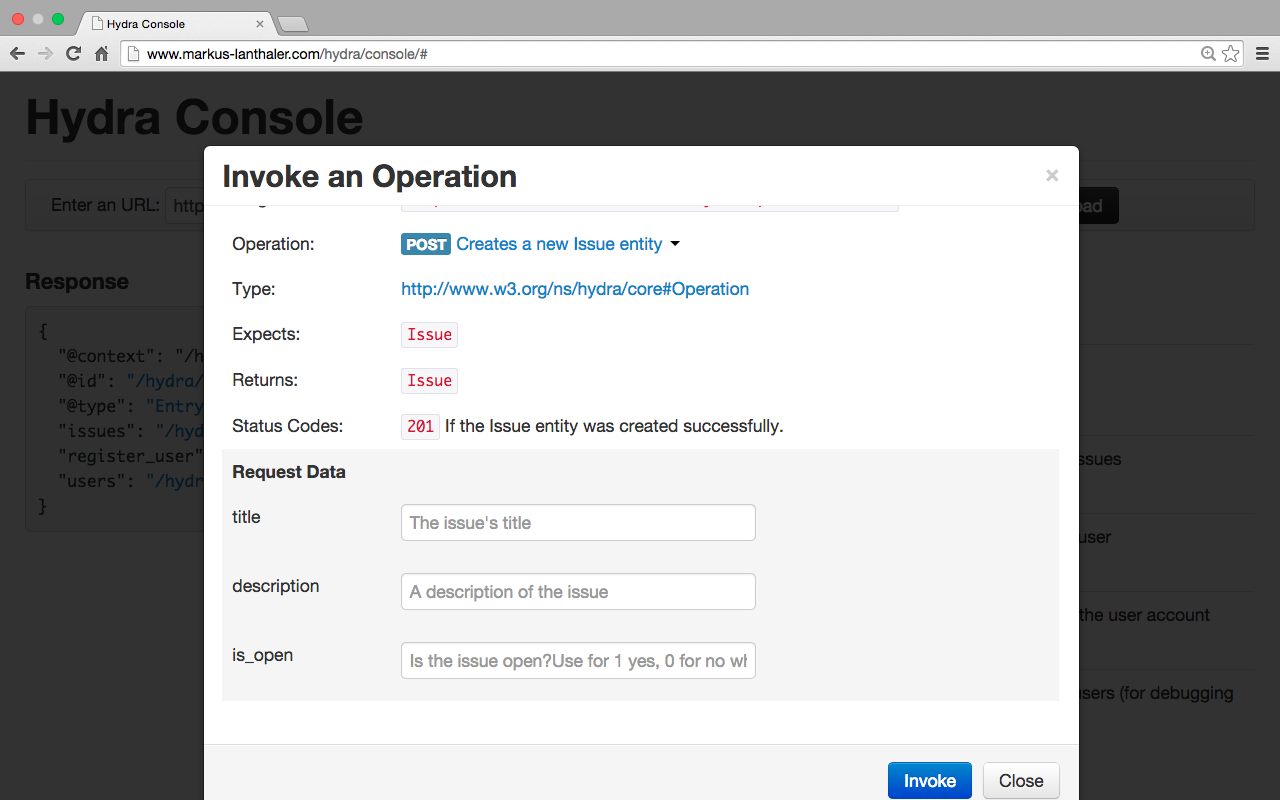 Hydra Console
www.markus-lanthaler.com/hydra/console/#
Hydra Console
Invoke an Operation ×
Enter an URL: http
Operation: POST Creates a new Issue entity
Type: http://www.w3.org/ns/hydra/core#Operation
Response
Expects: Issue
{
"@context": "/h
"@id": "/hydra/
Returns: Issue
"@type": "Entry
"issues": "/hyd
Status Codes: 201 If the Issue entity was created successfully.
"register_user"
"users": "/hydr
}
Request Data
title The issue's title
description A description of the issue
is_open Is the issue open?Use for 1 yes, 0 for no wh
ssues
user
the user account
sers (for debugging
Invoke Close